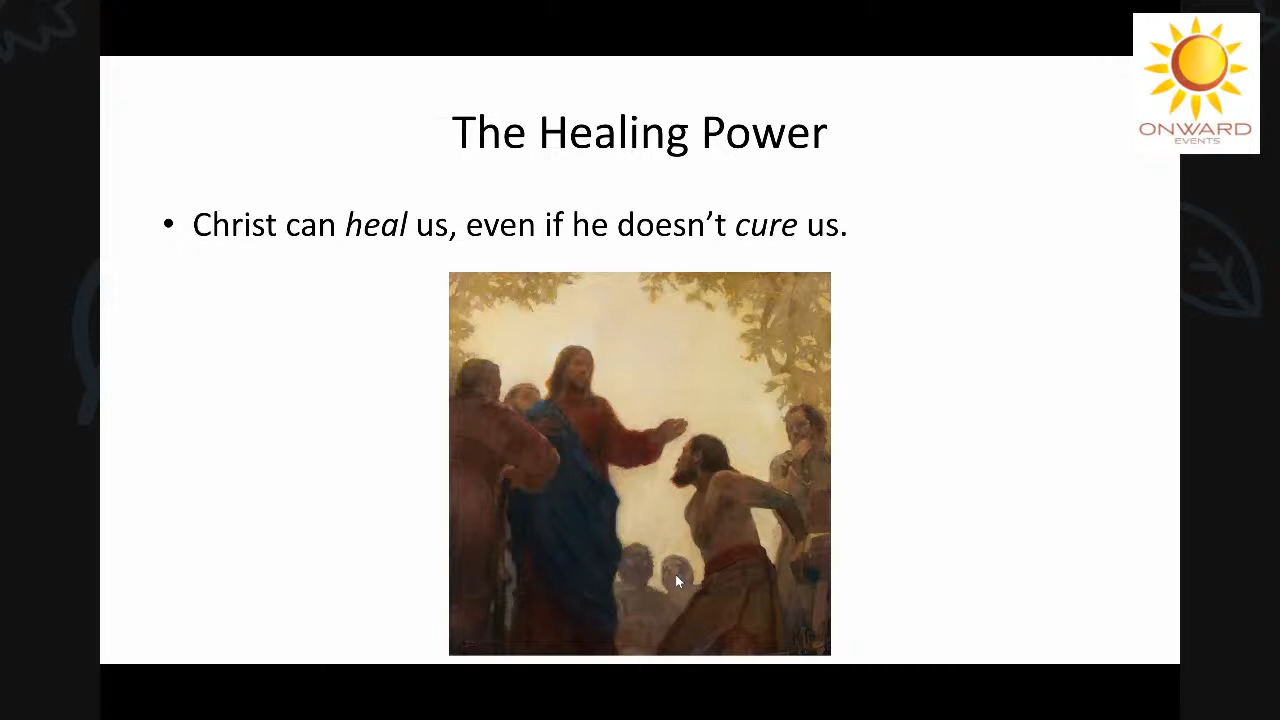 ONWARD
EVENTS
The Healing Power
• Christ can heal us, even if he doesn’t cure us.